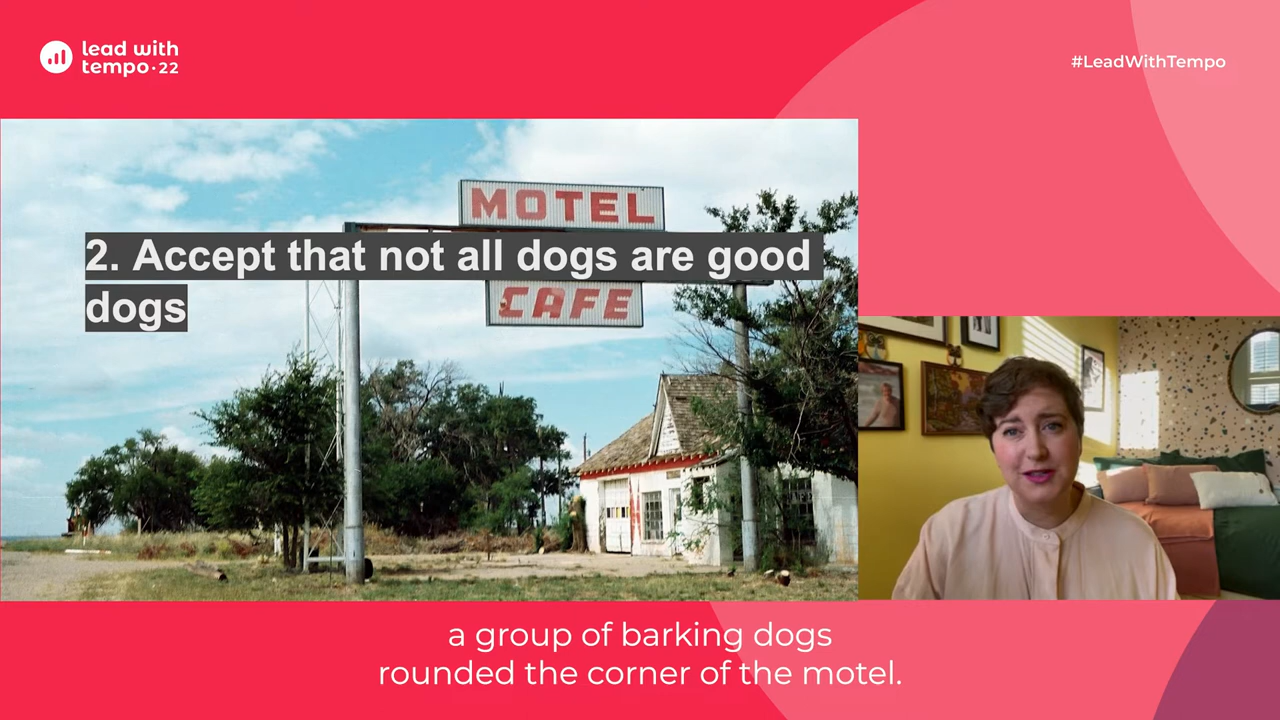 lead with
tempo·22
#LeadWithTempo
MOTEL
2. Accept that not all dogs are good
dogs
CAFE
a group of barking dogs
rounded the corner of the motel.